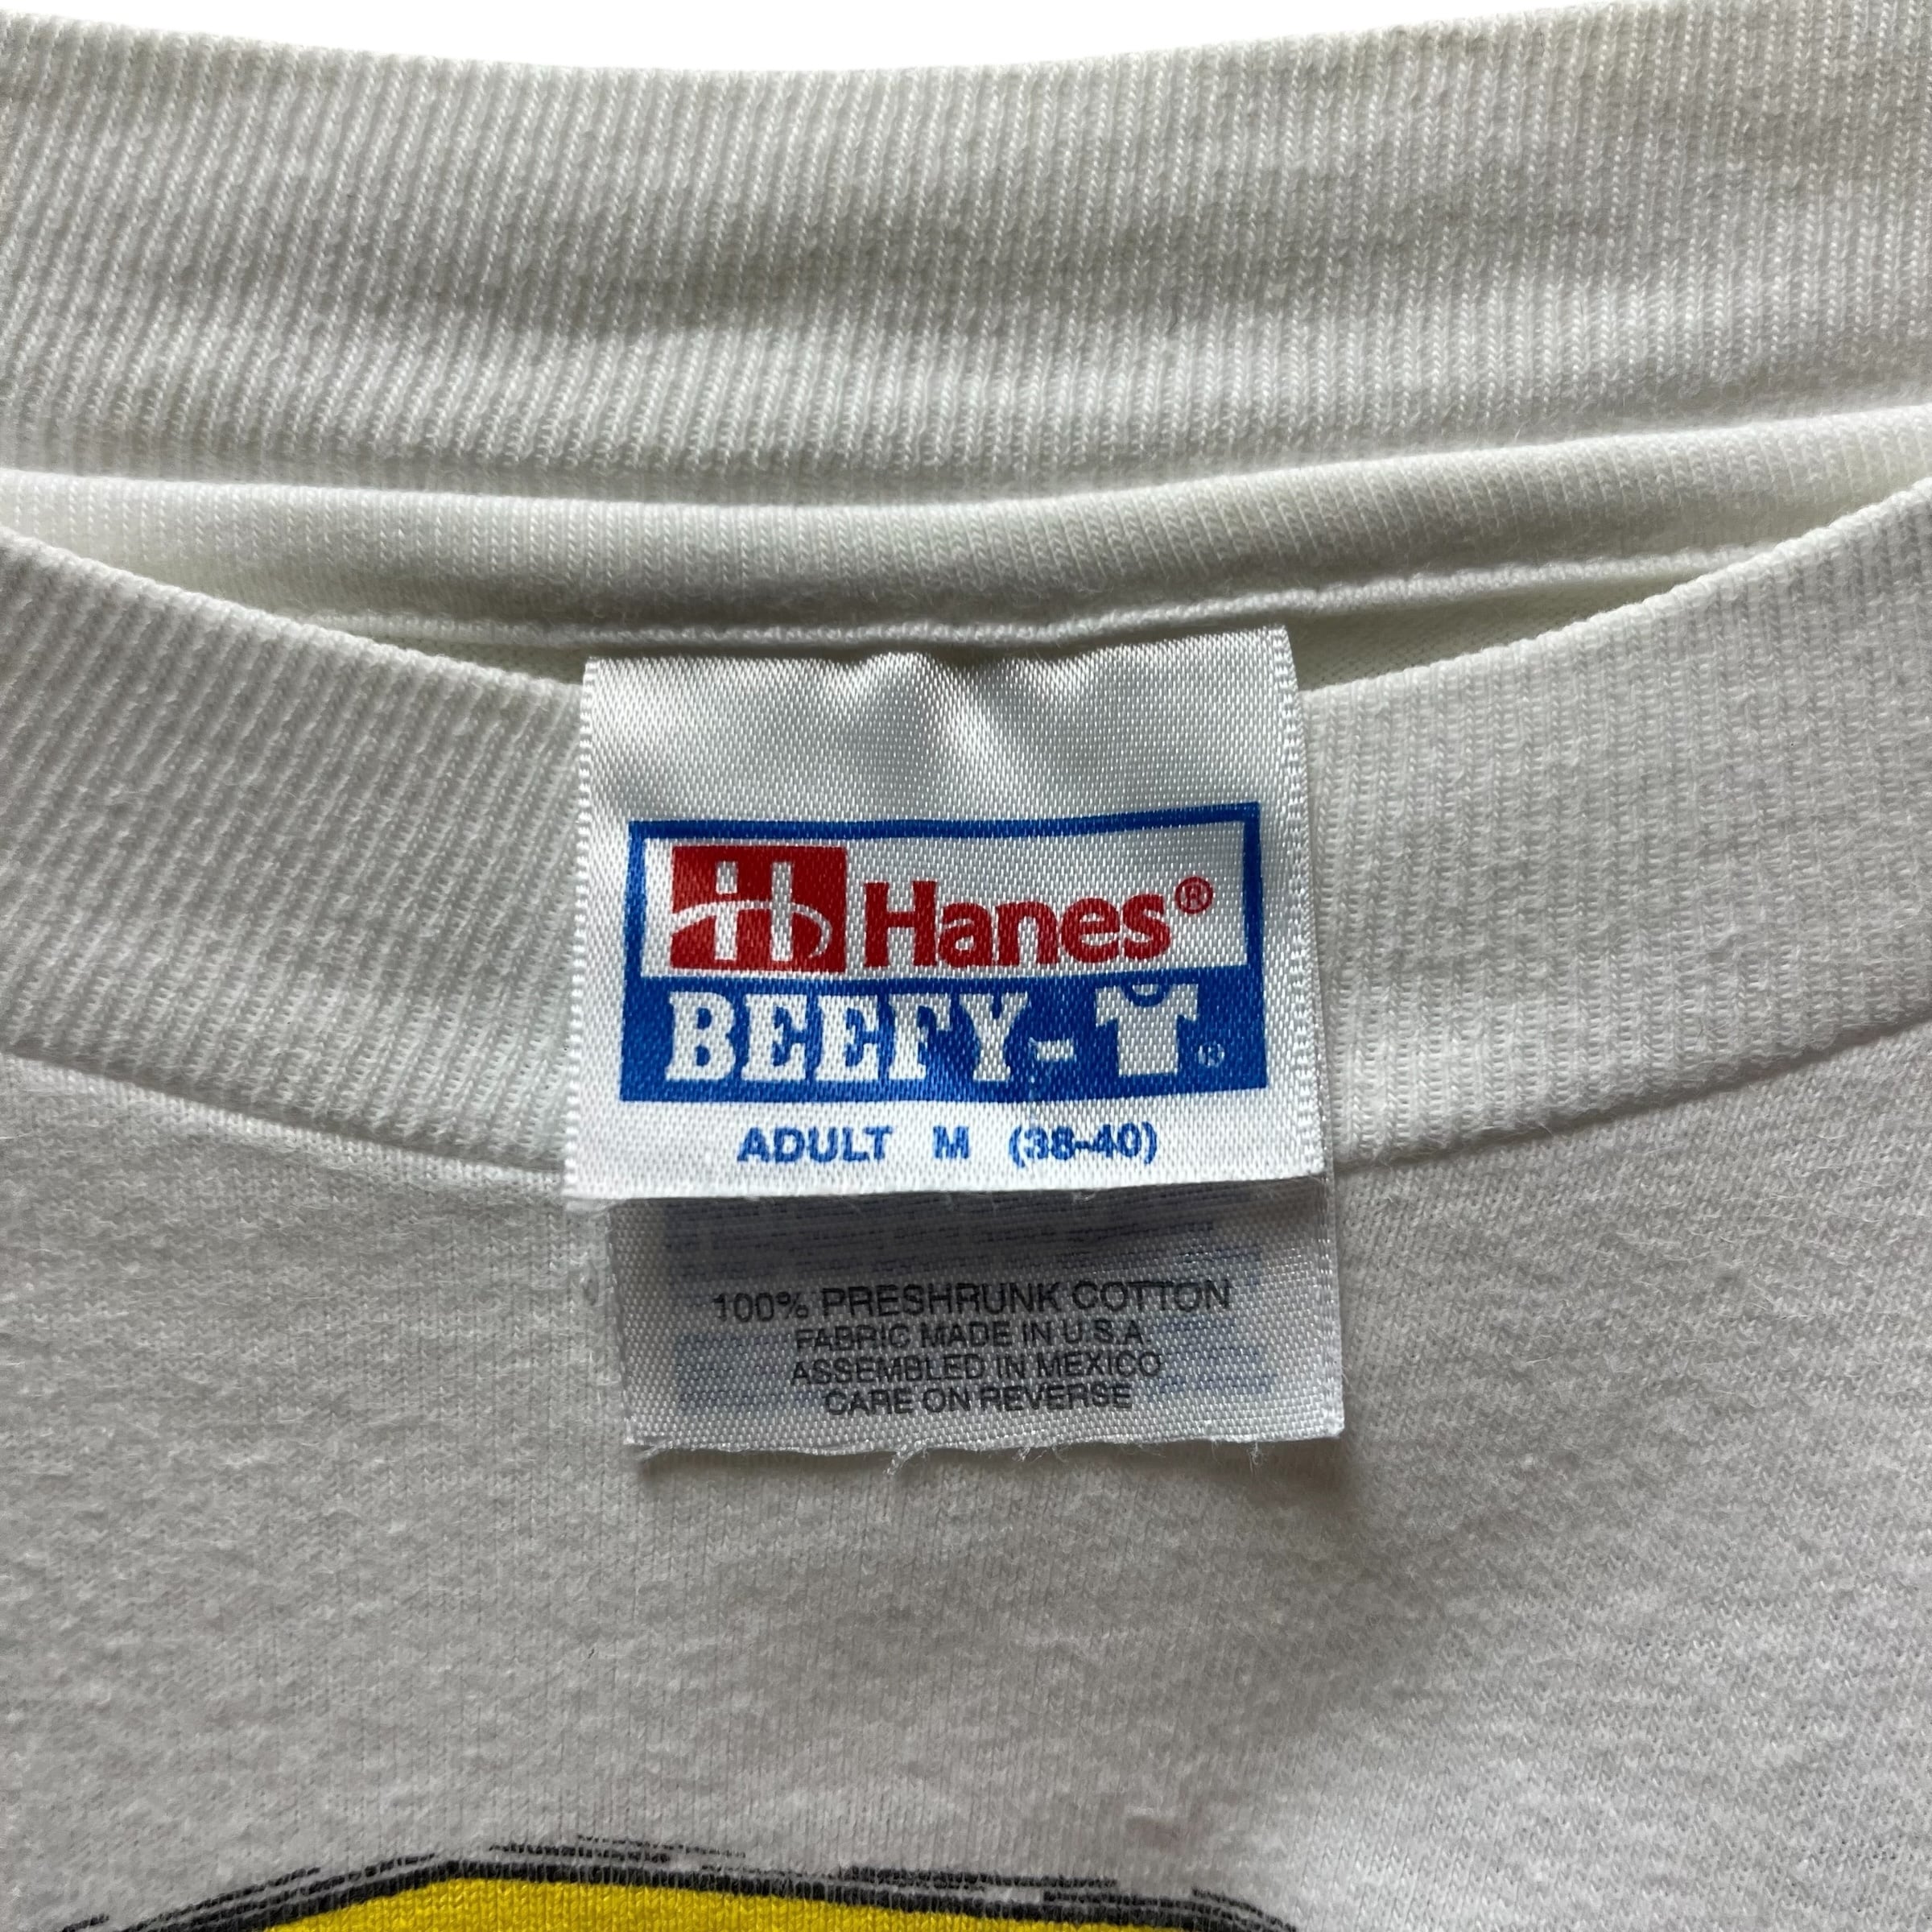 H Hanes®
BEEFY-T®
ADULT M (38-40)
100% PRESHRUNK COTTON
FABRIC MADE IN U.S.A.
ASSEMBLED IN MEXICO
CARE ON REVERSE